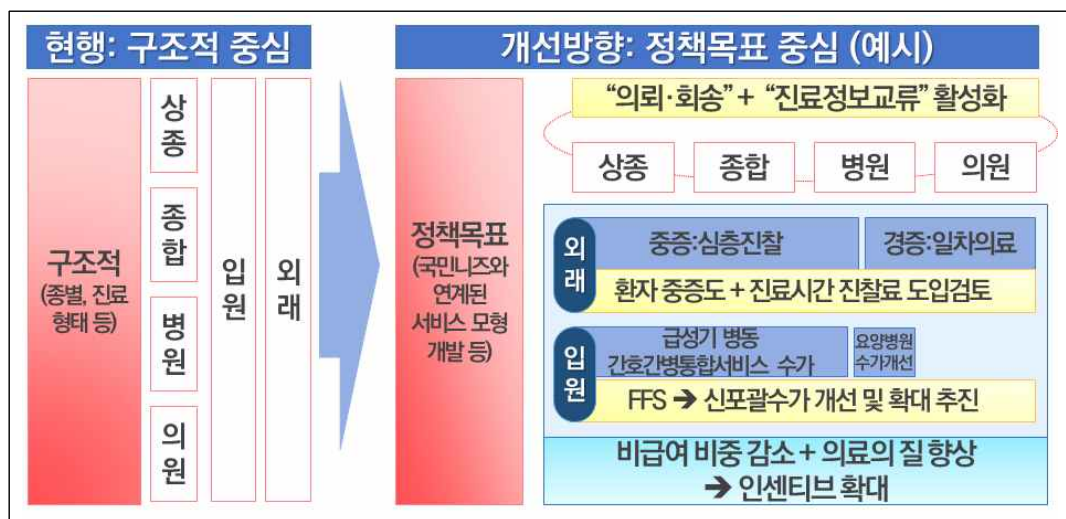 현행: 구조적 중심
구조적
(종별, 진료
형태 등)
상종
종합
병원
의원
입원
외래
개선방향: 정책목표 중심 (예시)
정책목표
(국민니즈와
연계된
서비스 모형
개발 등)
“의뢰·회송” + “진료정보교류” 활성화
상종
종합
병원
의원
외래
중증:심층진찰
경증:일차의료
환자 중증도 + 진료시간 진찰료 도입검토
입원
급성기 병동
간호간병통합서비스 수가
요양병원
수가개선
FFS ➔ 신포괄수가 개선 및 확대 추진
비급여 비중 감소 + 의료의 질 향상
➔ 인센티브 확대